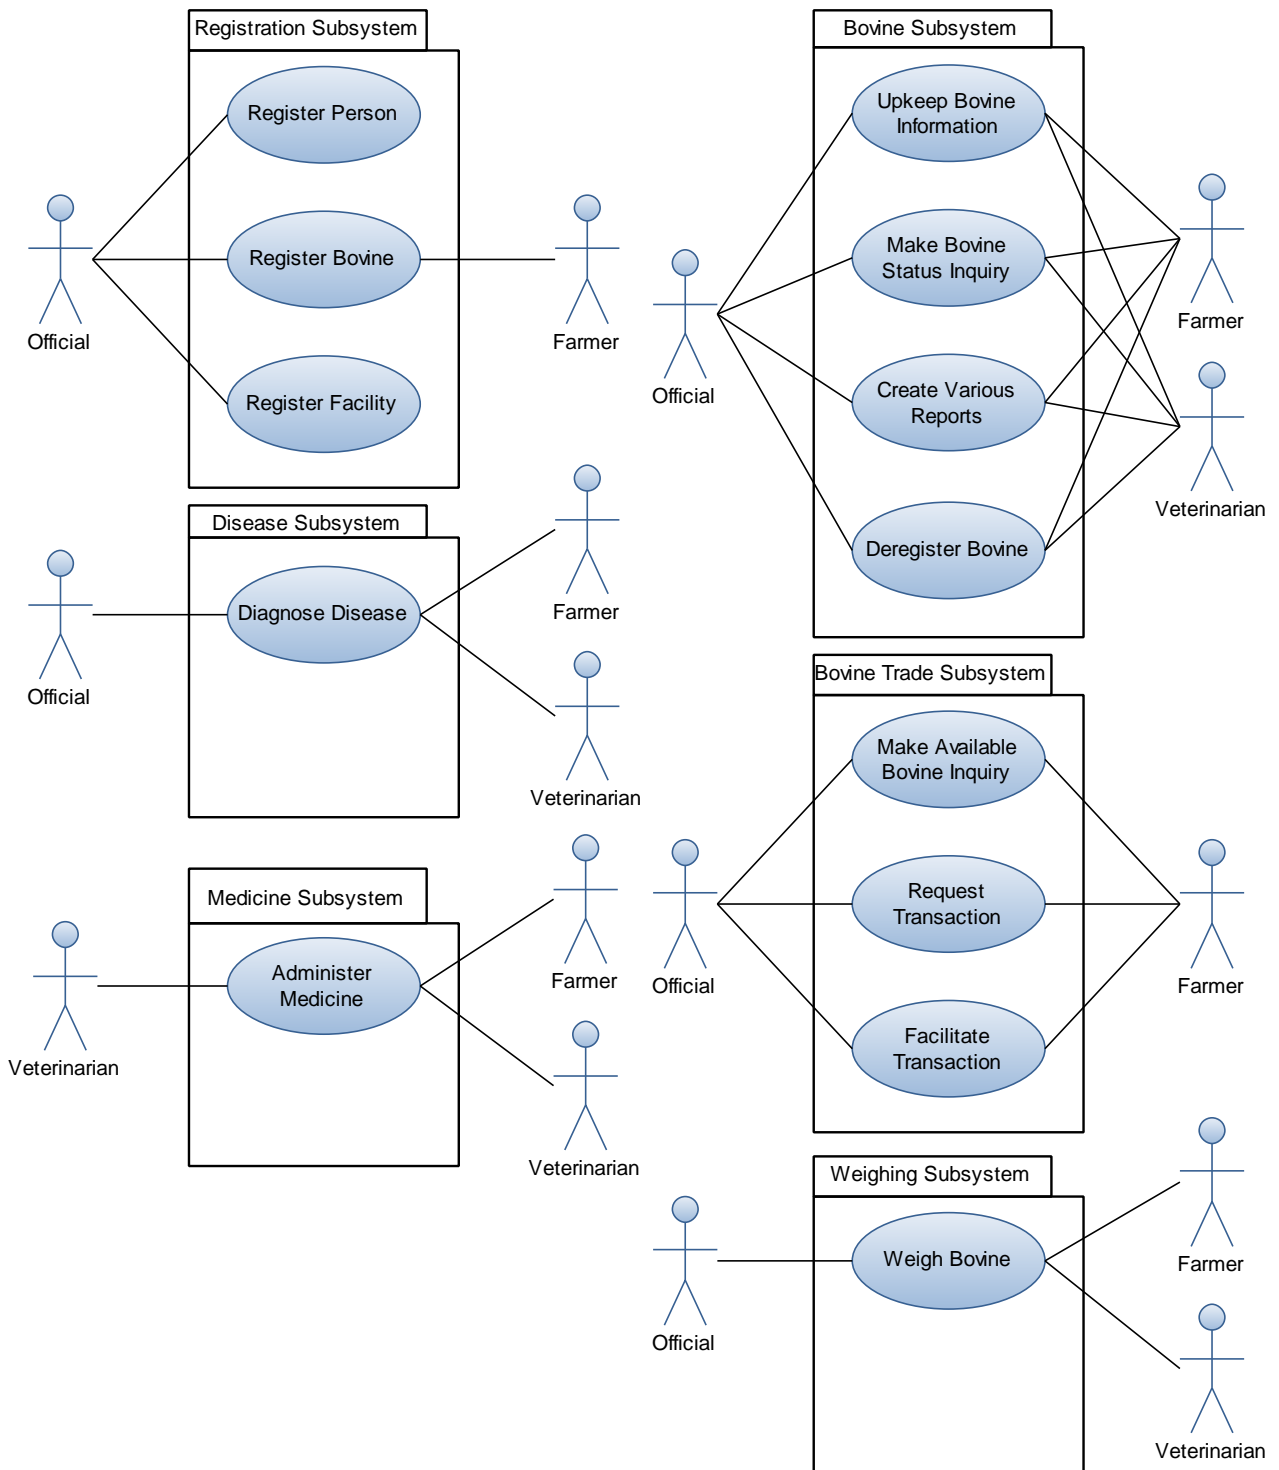 Registration Subsystem
Register Person
Register Bovine
Register Facility
Official
Farmer
Bovine Subsystem
Upkeep Bovine
Information
Make Bovine
Status Inquiry
Create Various
Reports
Deregister Bovine
Official
Farmer
Veterinarian
Disease Subsystem
Diagnose Disease
Official
Farmer
Veterinarian
Bovine Trade Subsystem
Make Available
Bovine Inquiry
Request
Transaction
Facilitate
Transaction
Official
Farmer
Medicine Subsystem
Administer
Medicine
Veterinarian
Farmer
Veterinarian
Weighing Subsystem
Weigh Bovine
Official
Farmer
Veterinarian